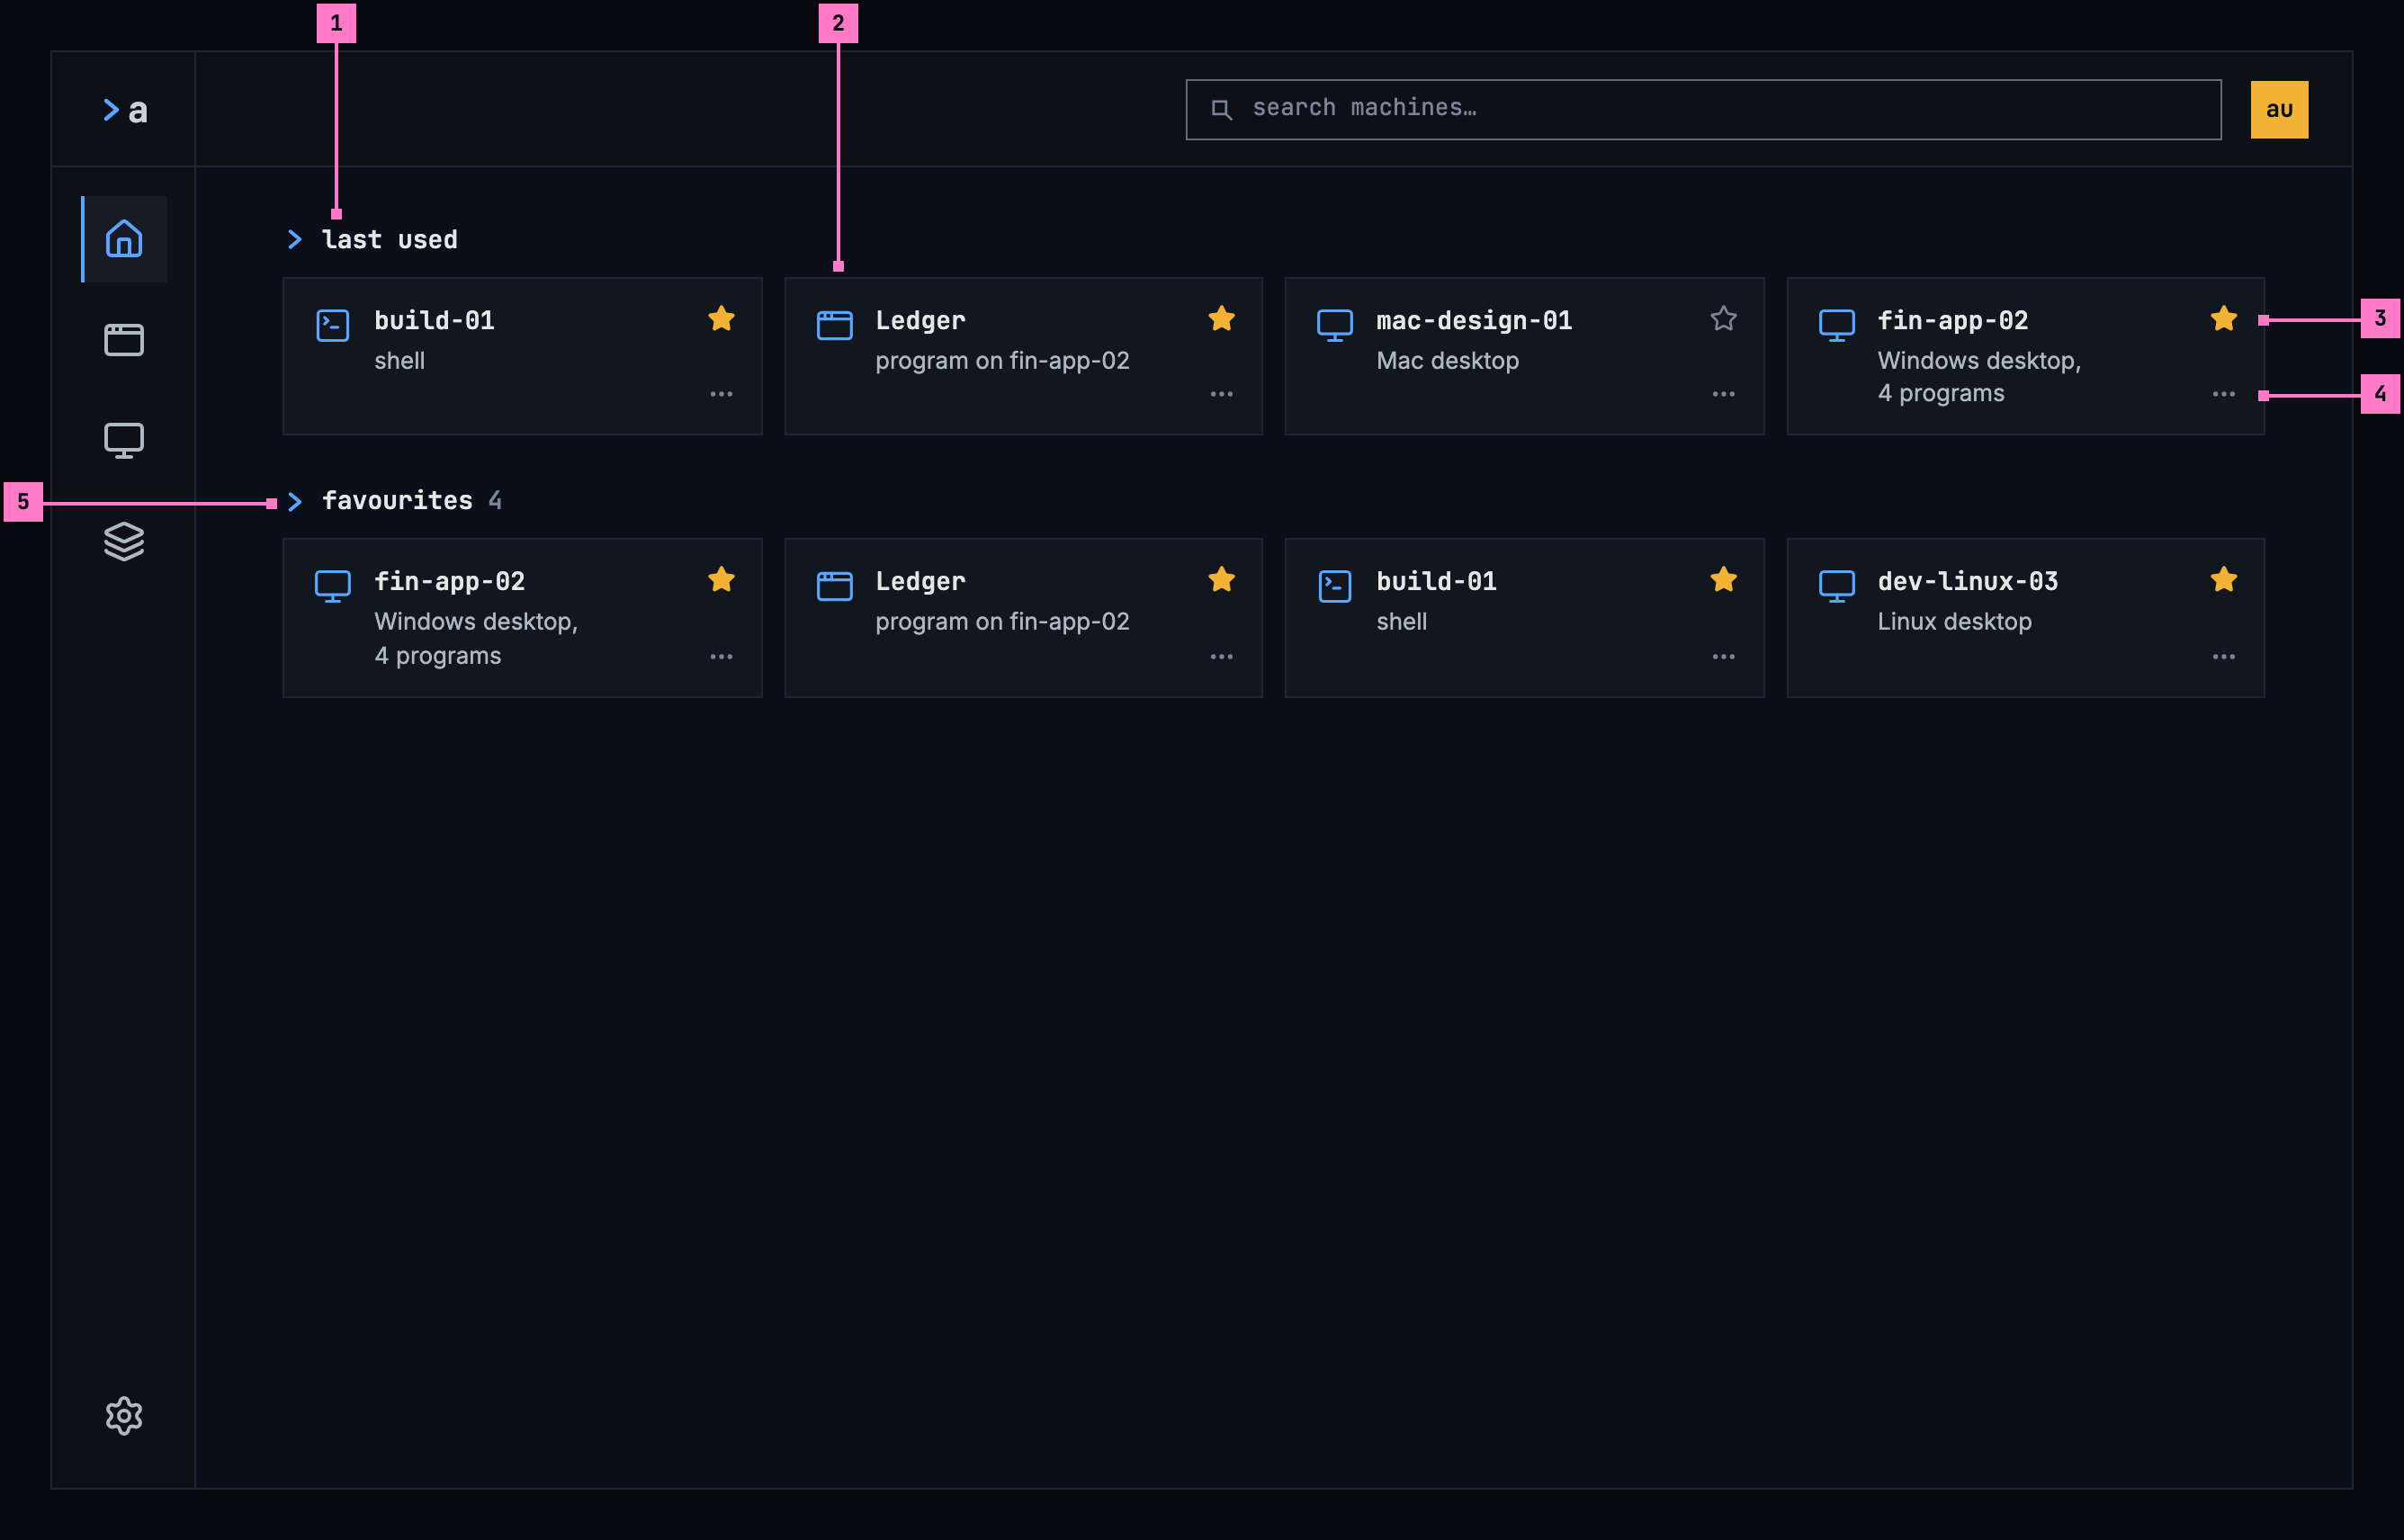 1
2
>a
search machines…
au
last used
build-01
shell
Ledger
program on fin-app-02
mac-design-01
Mac desktop
fin-app-02
Windows desktop,
4 programs
3
4
5
favourites 4
fin-app-02
Windows desktop,
4 programs
Ledger
program on fin-app-02
build-01
shell
dev-linux-03
Linux desktop